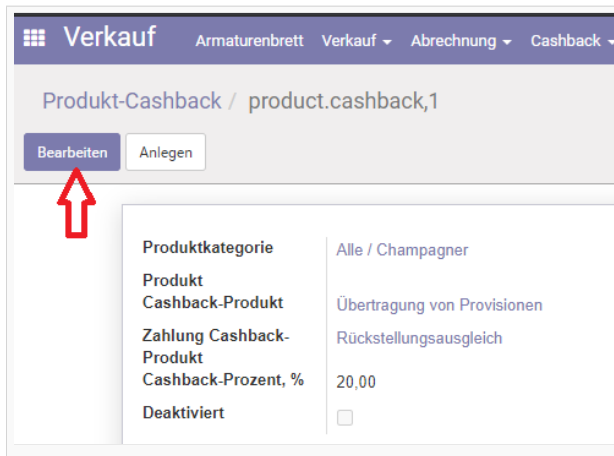 Verkauf Armaturenbrett Verkauf Abrechnung Cashback
Produkt-Cashback / product.cashback,1
Bearbeiten Anlegen
Produktkategorie Alle / Champagner
Produkt
Cashback-Produkt Übertragung von Provisionen
Zahlung Cashback- Rückstellungsausgleich
Produkt
Cashback-Prozent, % 20,00
Deaktiviert